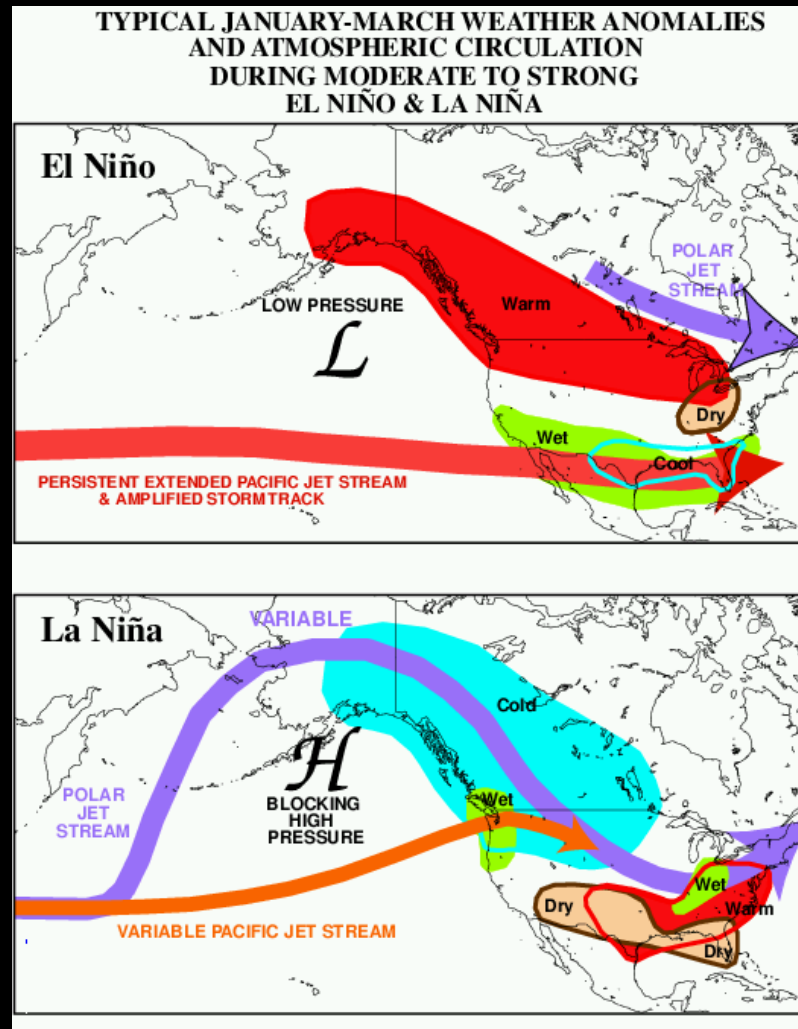 TYPICAL JANUARY-MARCH WEATHER ANOMALIES
AND ATMOSPHERIC CIRCULATION
DURING MODERATE TO STRONG
EL NIÑO & LA NIÑA
El Niño
POLAR
JET
STREAM
LOW PRESSURE
L
Warm
Dry
Wet
Cool
PERSISTENT EXTENDED PACIFIC JET STREAM
& AMPLIFIED STORM TRACK
La Niña
VARIABLE
Cold
H
BLOCKING
HIGH
PRESSURE
Wet
POLAR
JET
STREAM
Wet
Dry
Warm
VARIABLE PACIFIC JET STREAM
Dry